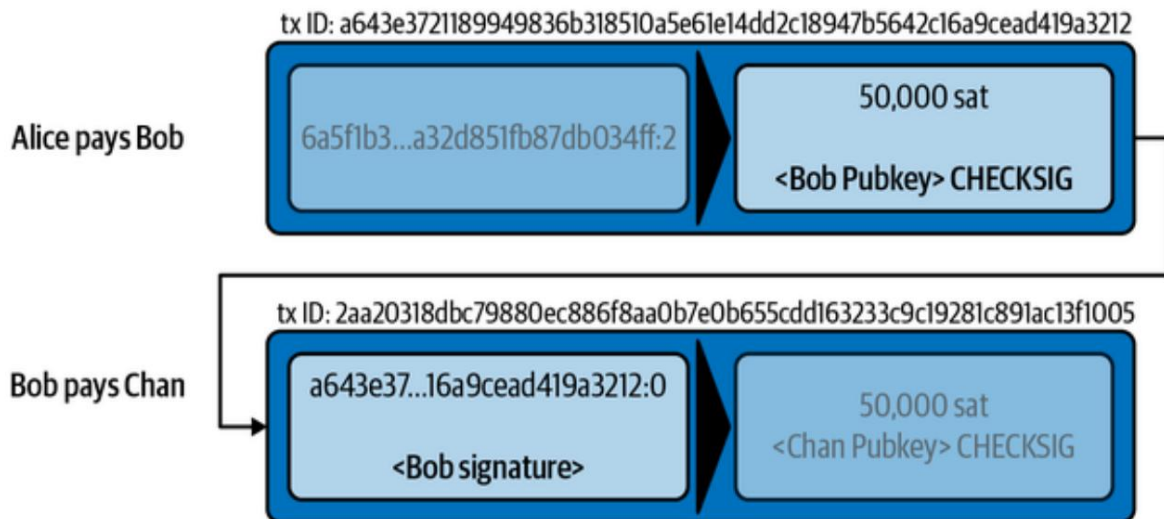 tx ID: a643e3721189949836b318510a5e61e14dd2c18947b5642c16a9cead419a3212
Alice pays Bob
6a5f1b3...a32d851fb87db034ff:2
50,000 sat
<Bob Pubkey> CHECKSIG
tx ID: 2aa20318dbc79880ec886f8aa0b7e0b655cdd163233c9c19281c891ac13f1005
Bob pays Chan
a643e37...16a9cead419a3212:0
<Bob signature>
50,000 sat
<Chan Pubkey> CHECKSIG